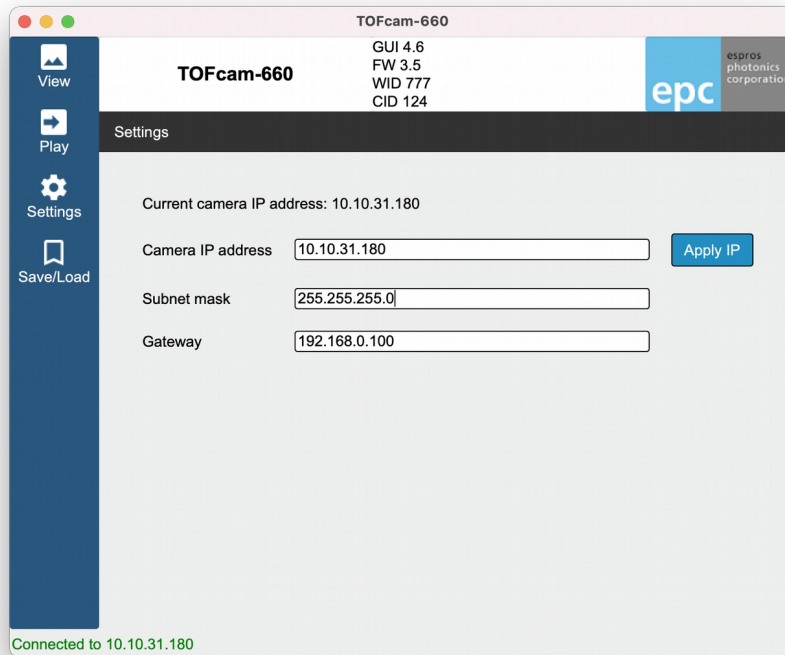 TOFcam-660
View
Play
Settings
Save/Load
TOFcam-660
GUI 4.6
FW 3.5
WID 777
CID 124
epc
espros
photonics
Settings
Current camera IP address: 10.10.31.180
Camera IP address 10.10.31.180 Apply IP
Subnet mask 255.255.255.0
Gateway 192.168.0.100
Connected to 10.10.31.180